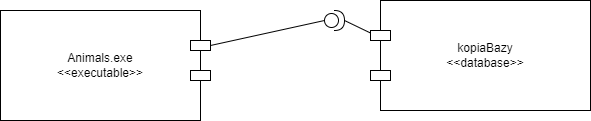 Animals.exe
<<executable>>
kopiaBazy
<<database>>